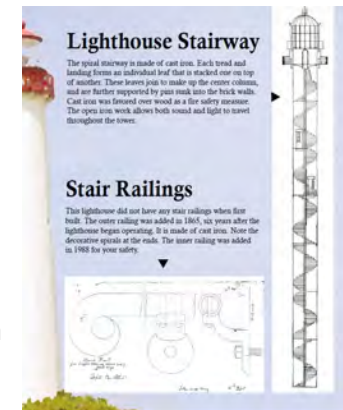 Lighthouse Stairway
The spiral stairway is made of cast iron. Each tread and
landing forms an individual leaf that is stacked one on top
of another. These leaves join to make up the center column,
and are further supported by pins sunk into the brick walls.
Cast iron was favored over wood as a fire safety measure.
The open iron work allows both sound and light to travel
throughout the tower.
Stair Railings
This lighthouse did not have any stair railings when first
built. The outer railing was added in 1865, six years after the
lighthouse began operating. It is made of cast iron. Note the
decorative spirals at the ends. The inner railing was added
in 1988 for your safety.